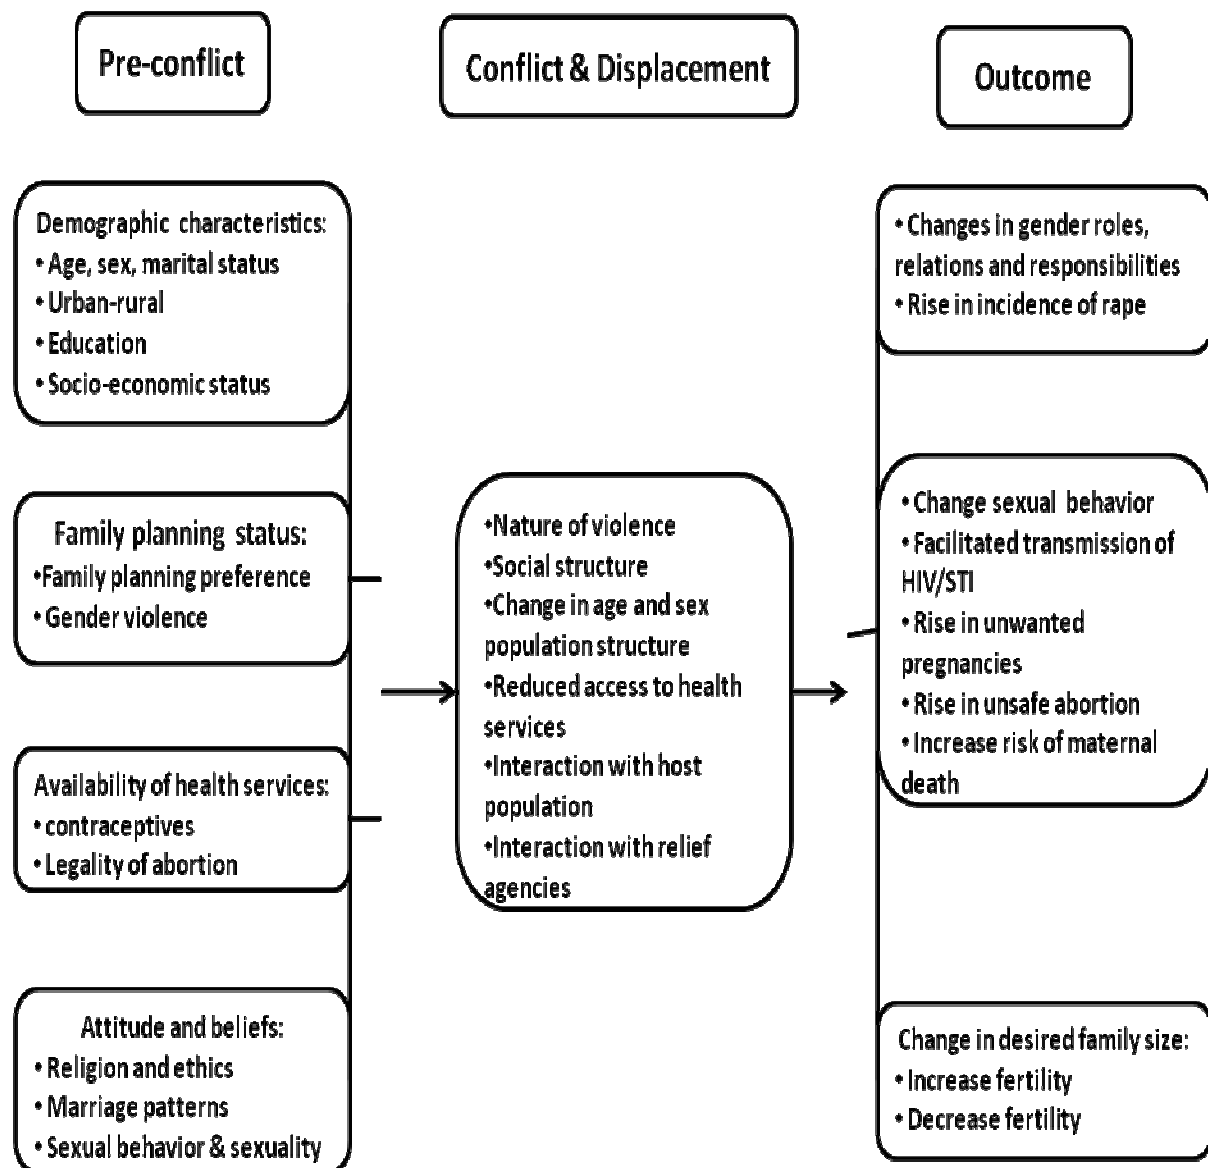 Pre-conflict
Conflict & Displacement
Outcome
Demographic characteristics:
• Age, sex, marital status
• Urban-rural
• Education
• Socio-economic status
Family planning status:
•Family planning preference
• Gender violence
Availability of health services:
• contraceptives
• Legality of abortion
Attitude and beliefs:
• Religion and ethics
• Marriage patterns
• Sexual behavior & sexuality
•Nature of violence
•Social structure
•Change in age and sex
population structure
•Reduced access to health
services
•Interaction with host
population
•Interaction with relief
agencies
• Changes in gender roles,
relations and responsibilities
• Rise in incidence of rape
• Change sexual behavior
• Facilitated transmission of
HIV/STI
• Rise in unwanted
pregnancies
• Rise in unsafe abortion
• Increase risk of maternal
death
Change in desired family size:
• Increase fertility
• Decrease fertility